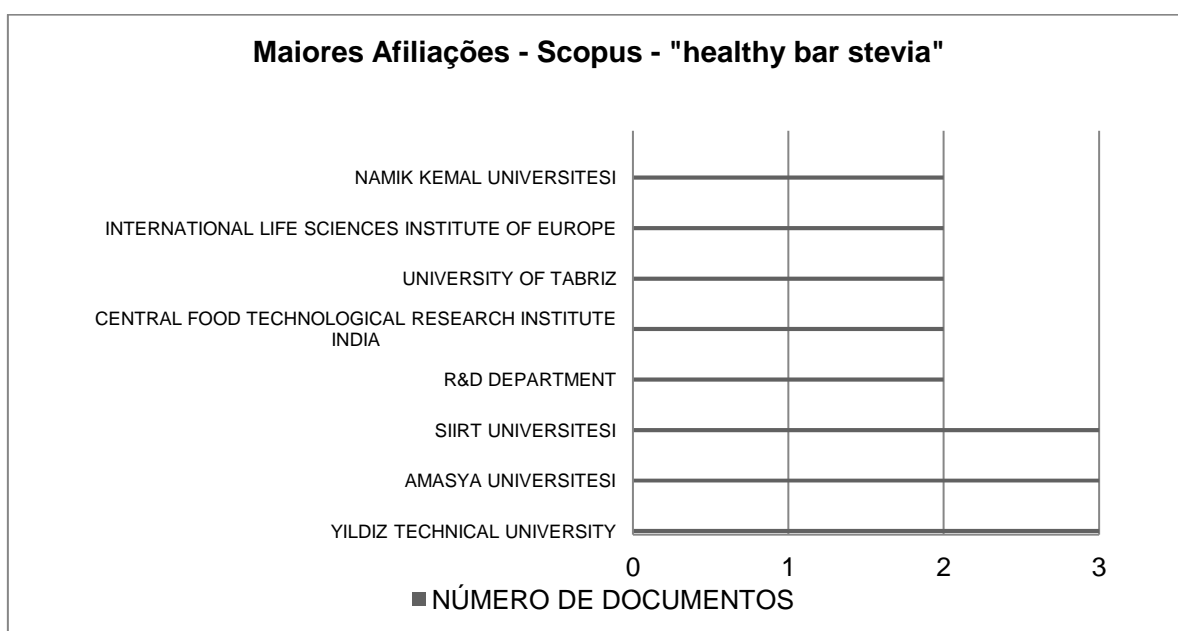 Maiores Afiliações - Scopus - "healthy bar stevia"
NAMIK KEMAL UNIVERSITESI
INTERNATIONAL LIFE SCIENCES INSTITUTE OF EUROPE
UNIVERSITY OF TABRIZ
CENTRAL FOOD TECHNOLOGICAL RESEARCH INSTITUTE
INDIA
R&D DEPARTMENT
SIIRT UNIVERSITESI
AMASYA UNIVERSITESI
YILDIZ TECHNICAL UNIVERSITY
0 1 2 3
NÚMERO DE DOCUMENTOS